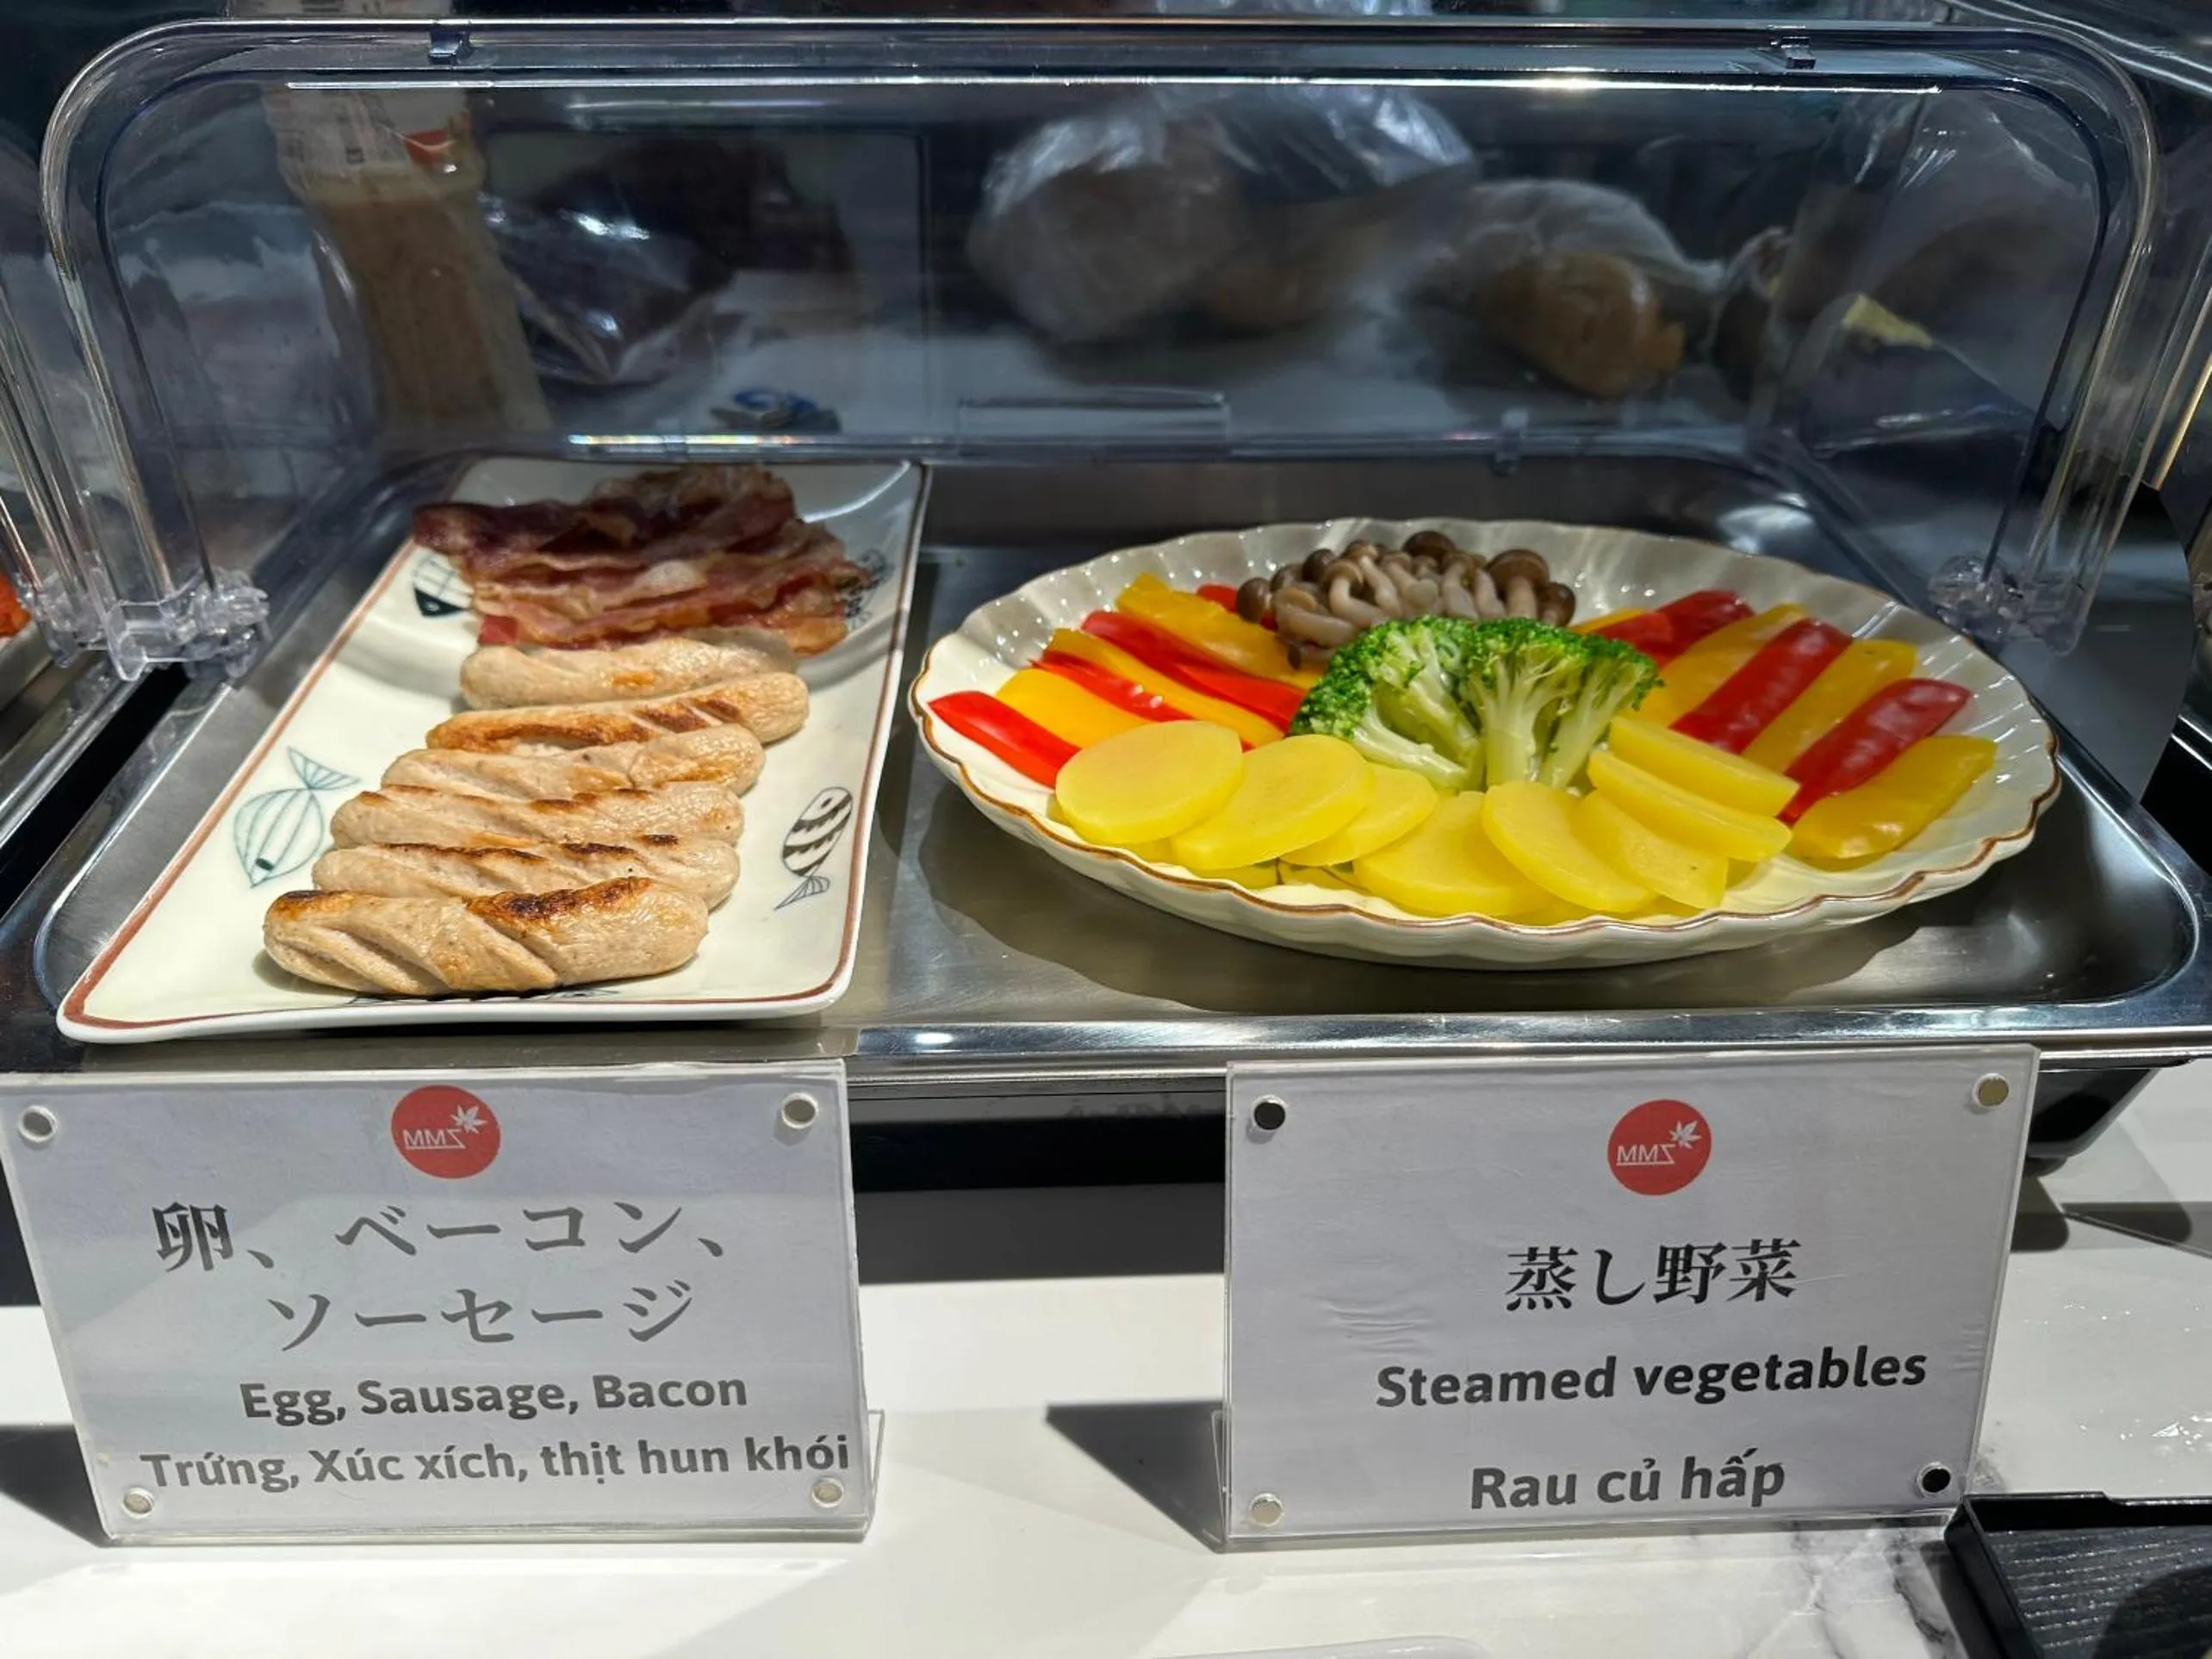 MMZ
卵、ベーコン、
ソーセージ
Egg, Sausage, Bacon
Trứng, Xúc xích, thịt hun khói
MMZ
蒸し野菜
Steamed vegetables
Rau củ hấp